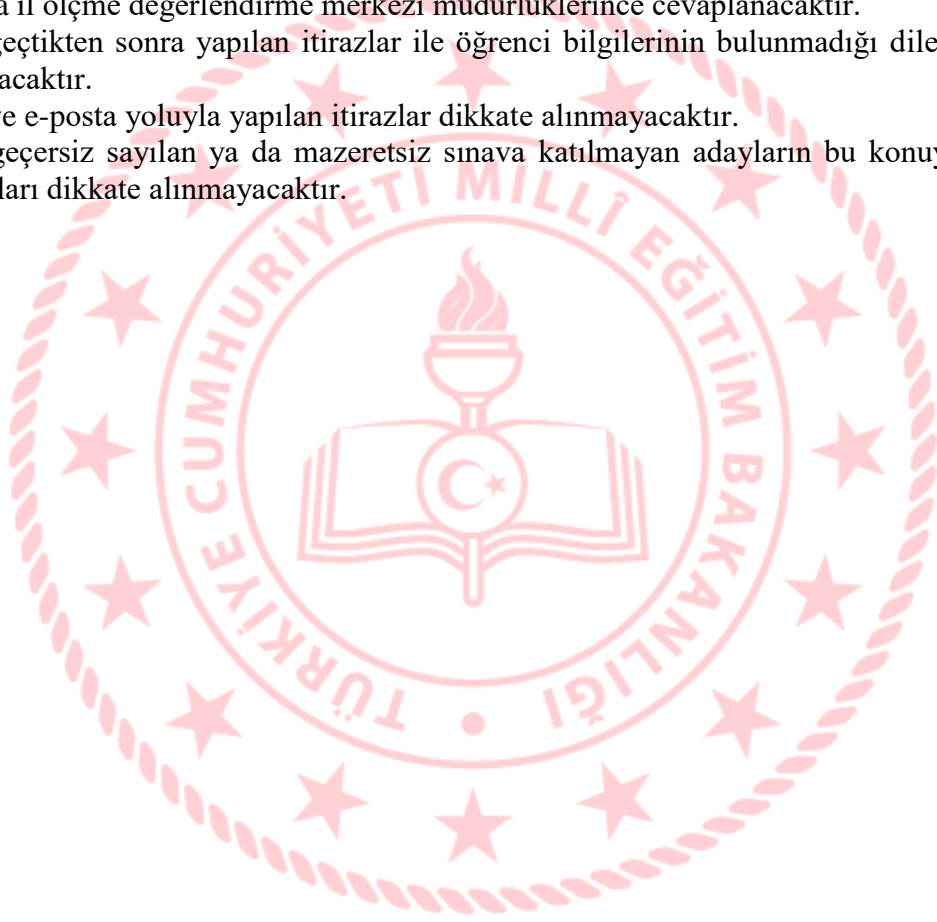 a il ölçme değerlendirme merkezi müdürlüklerince cevaplanacaktır.
geçtikten sonra yapılan itirazlar ile öğrenci bilgilerinin bulunmadığı dile
acaktır.
ve e-posta yoluyla yapılan itirazlar dikkate alınmayacaktır.
geçersiz sayılan ya da mazeretsiz sınava katılmayan adayların bu konuy
ları dikkate alınmayacaktır.
TÜRKİYE CUMHURİYETİ MİLLÎ EĞİTİM BAKANLIĞI